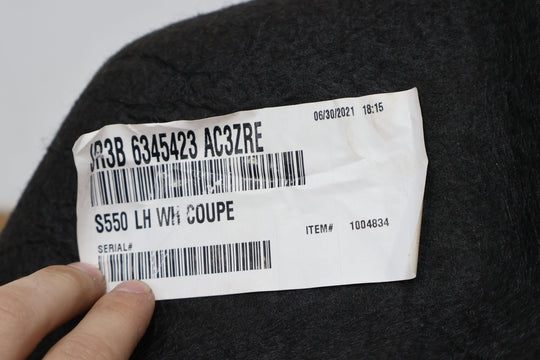 06/30/2021 18:15
JR3B 6345423 AC3ZRE
S550 LH WH COUPE
ITEM# 1004834
SERIAL#